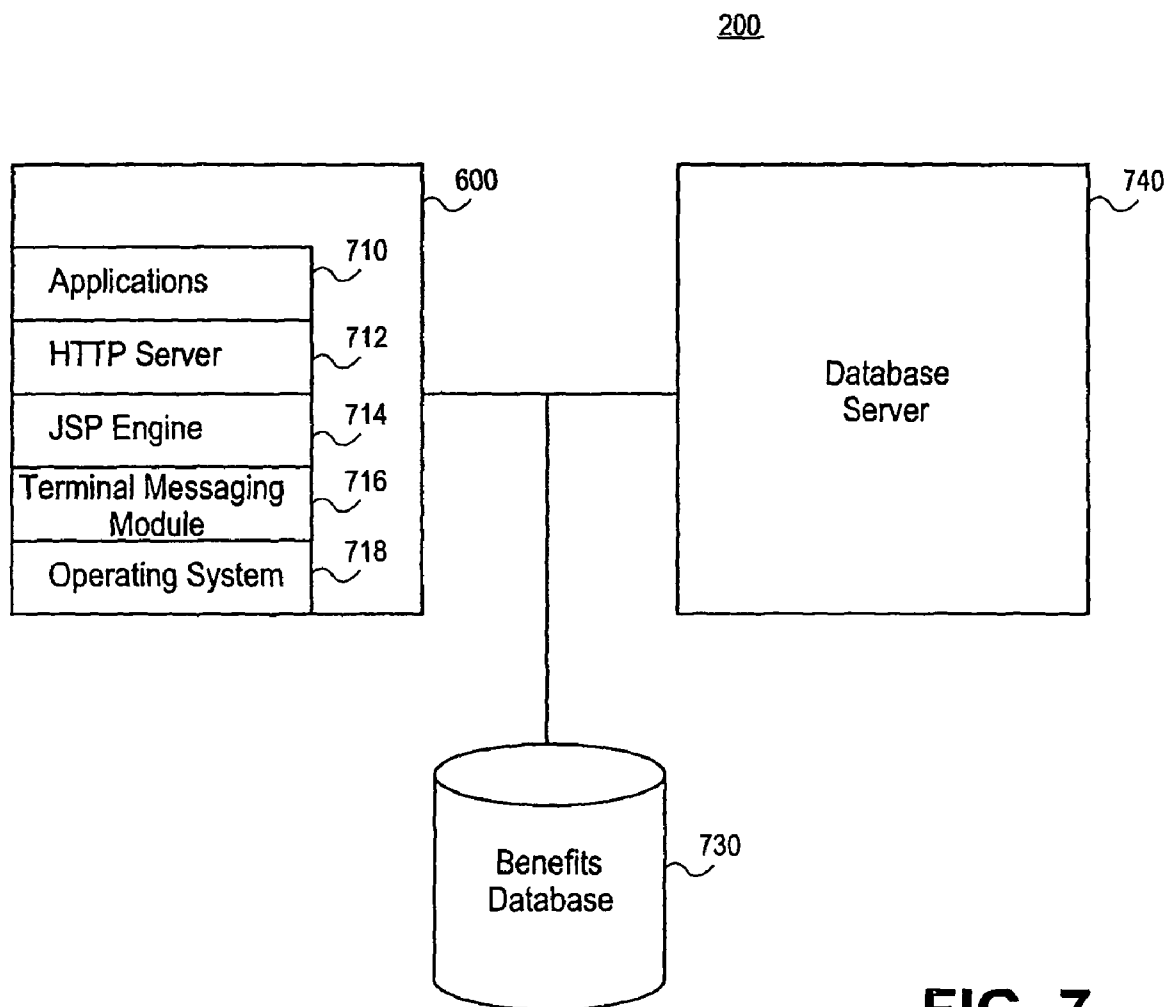 200
600
740
710
Applications
712
HTTP Server
714
JSP Engine
716
Terminal Messaging
Module
718
Operating System
Database
Server
730
Benefits
Database
FIG. 7